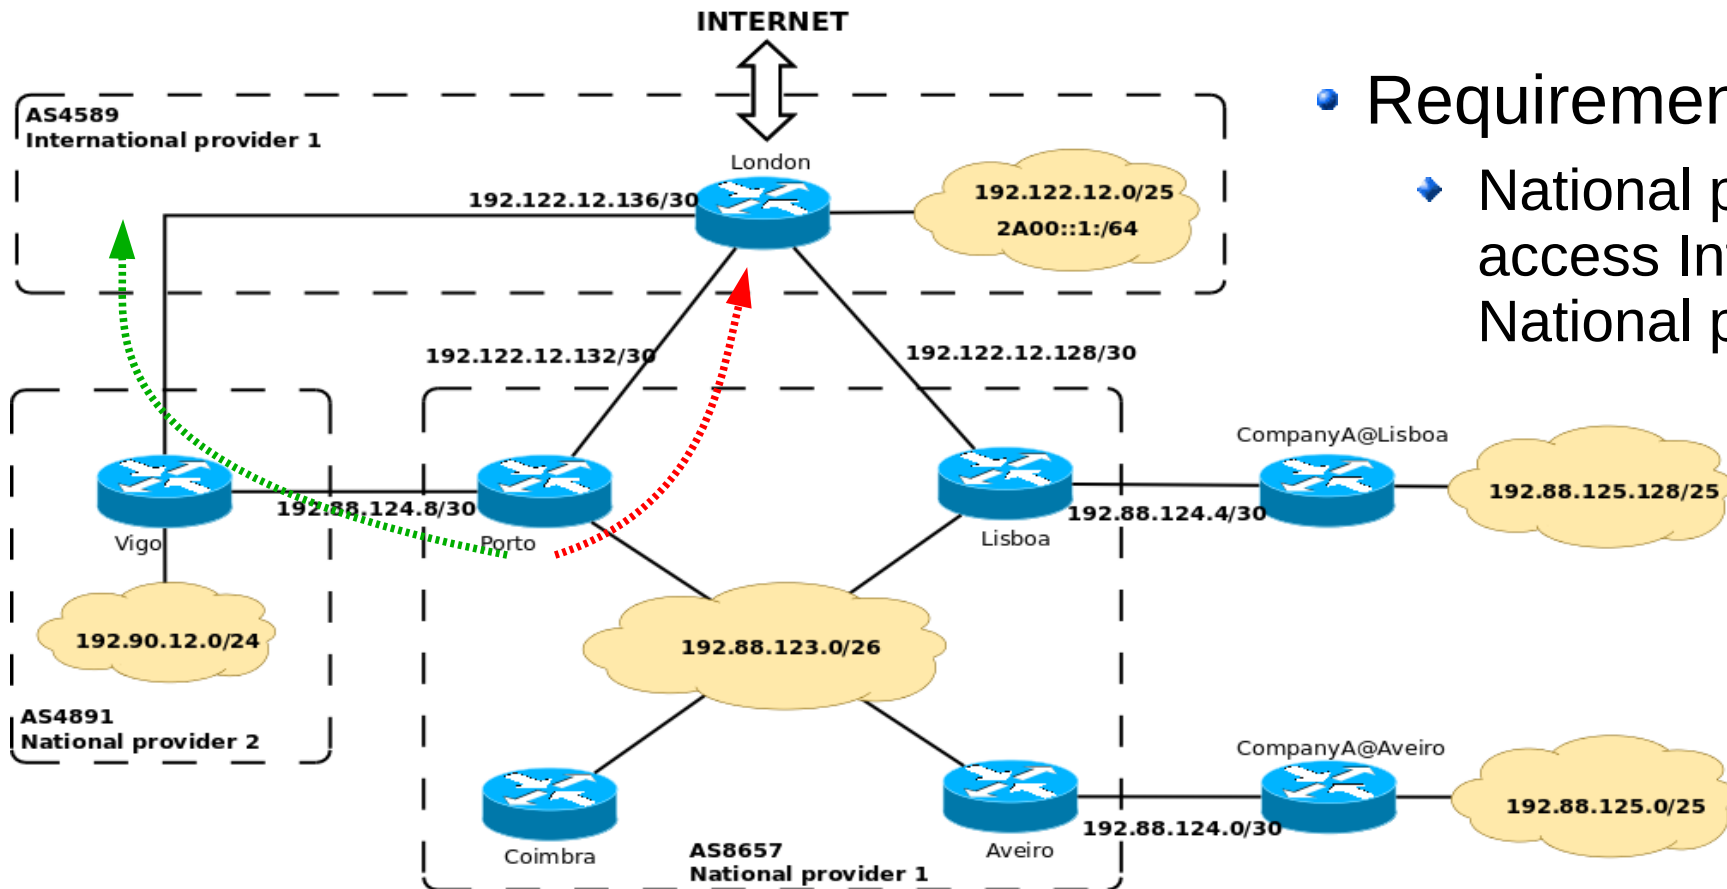 INTERNET
AS4589
International provider 1
London
192.122.12.136/30
192.122.12.0/25
2A00::1:/64
192.122.12.132/30
192.122.12.128/30
CompanyA@Lisboa
192.88.124.8/30
192.88.124.4/30
192.88.125.128/25
Vigo
Porto
Lisboa
192.90.12.0/24
192.88.123.0/26
AS4891
National provider 2
CompanyA@Aveiro
192.88.124.0/30
192.88.125.0/25
Coimbra
Aveiro
AS8657
National provider 1
Requiremen
National p
access In
National p